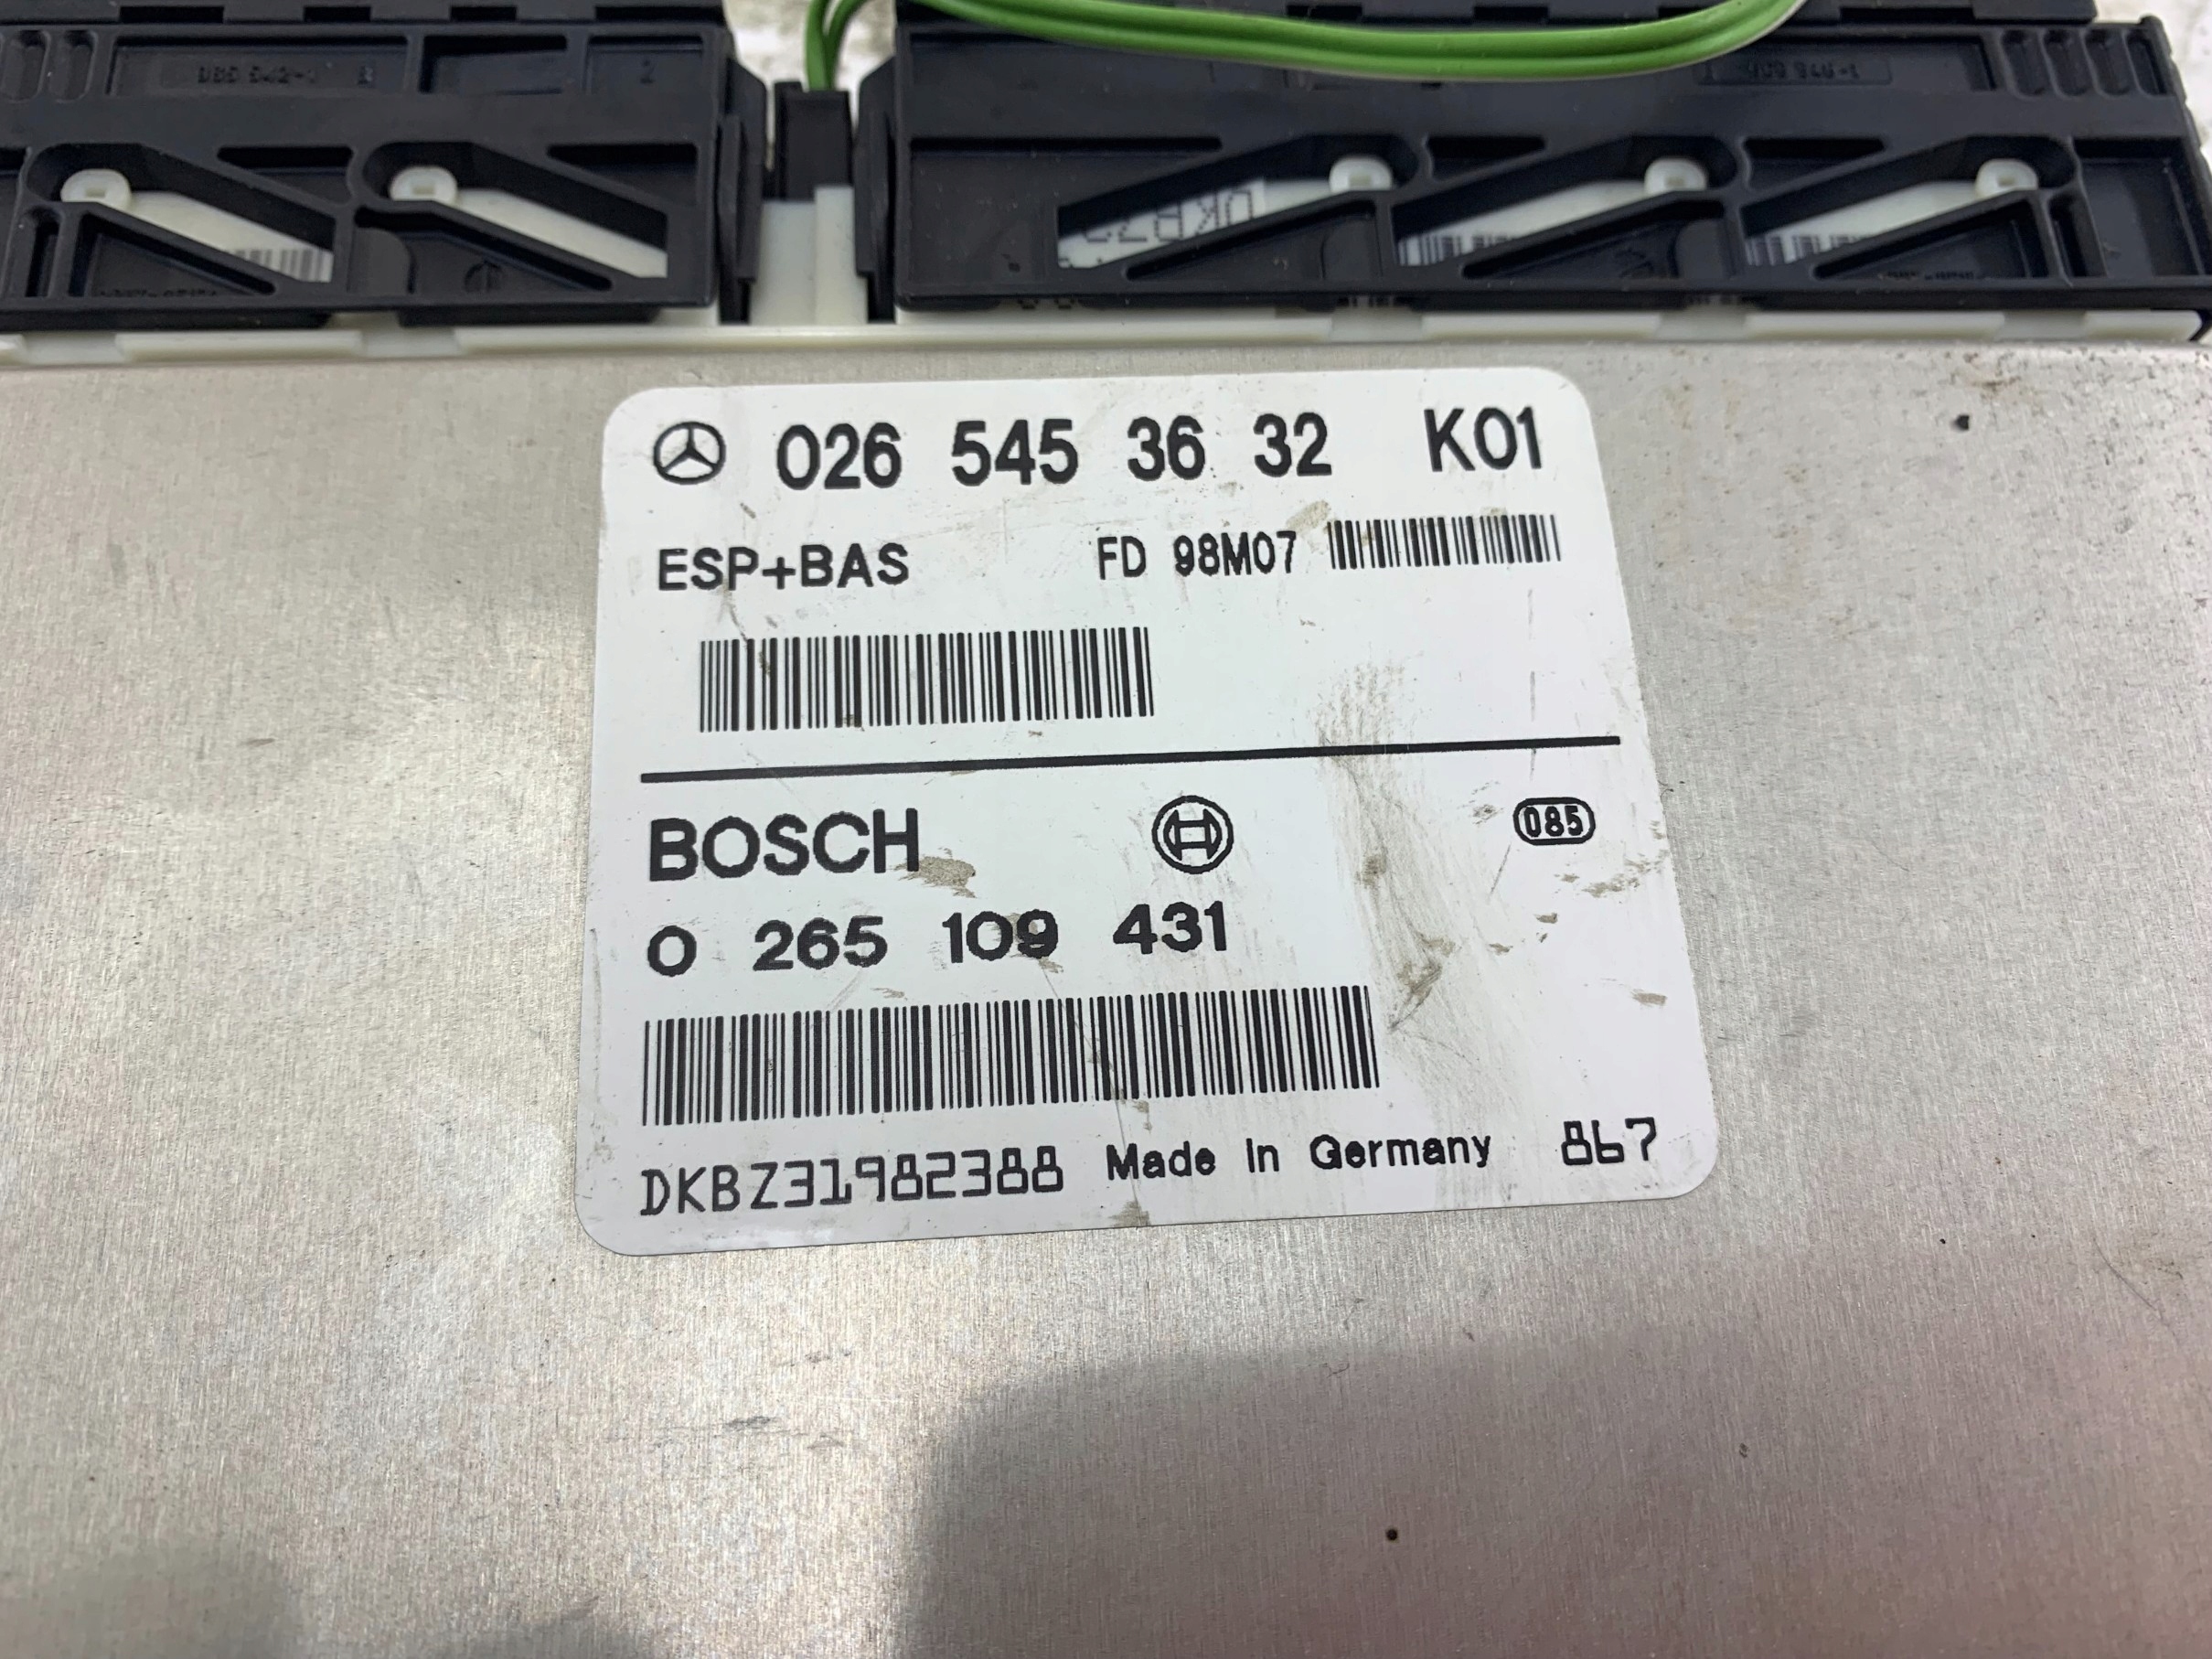 026 545 36 32 K01
ESP+BAS FD 98M07
BOSCH 085
0 265 109 431
DKBZ31982388 Made In Germany 867